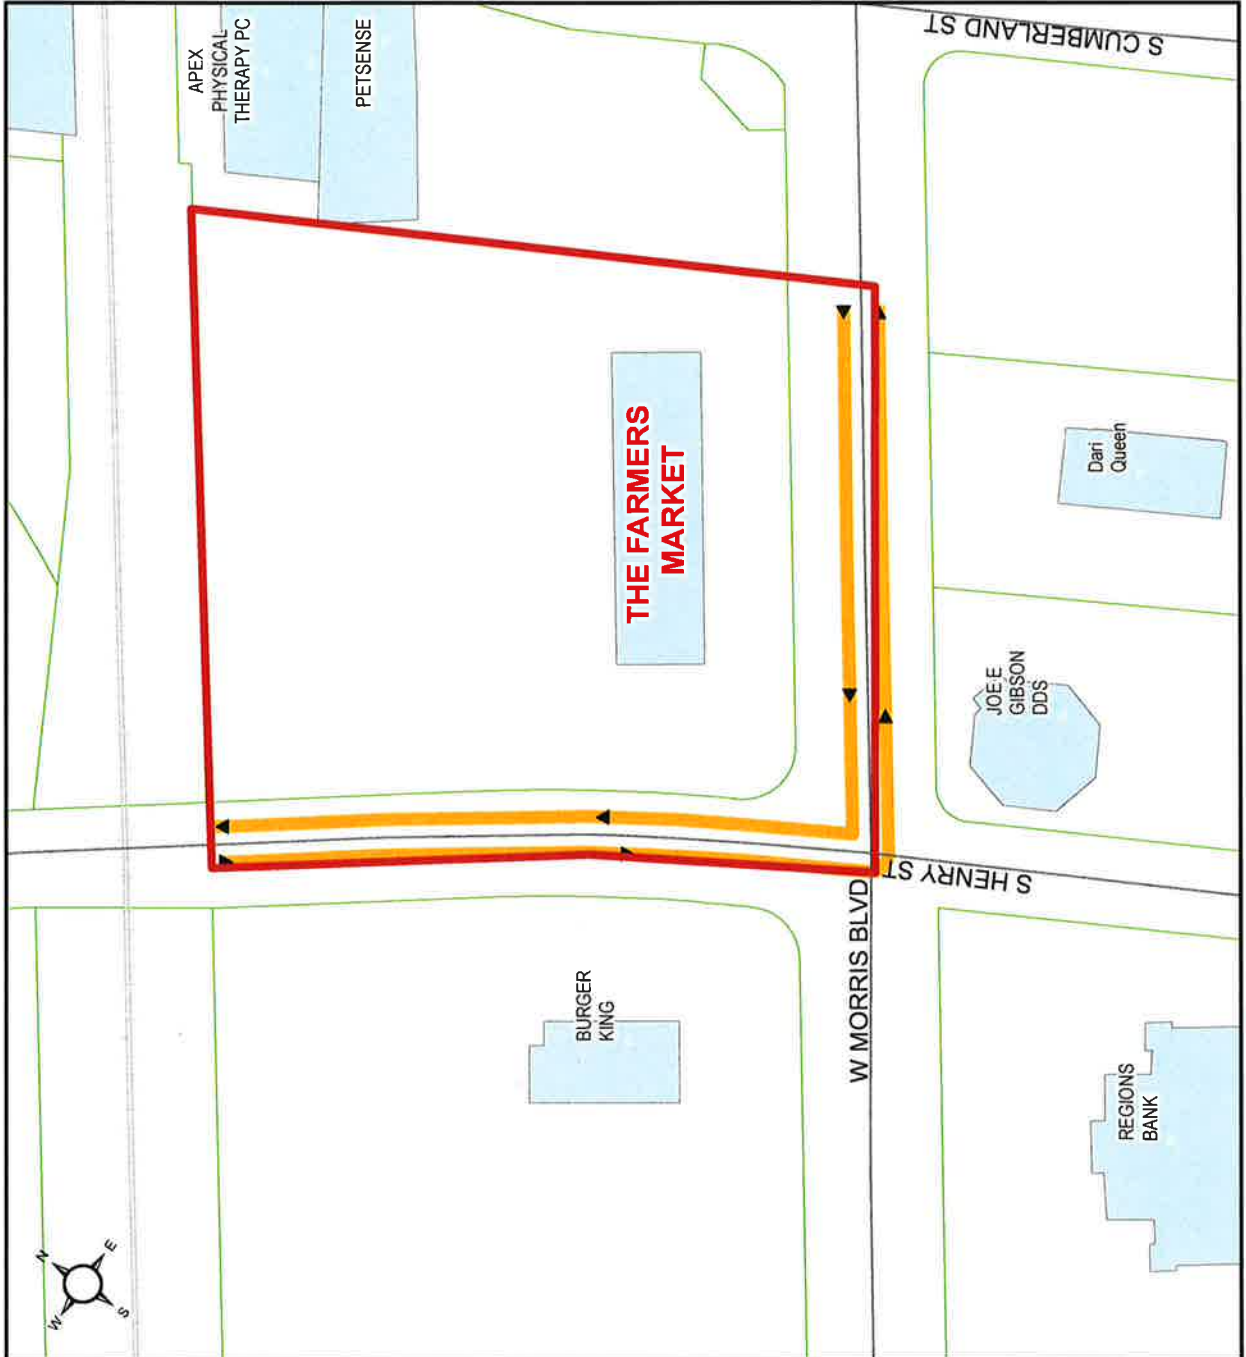 APEX
PHYSICAL
THERAPY PC
PETSENSE
S CUMBERLAND ST
THE FARMERS
MARKET
Dari
Queen
JOE E
GIBSON
DDS
S HENRY ST
W MORRIS BLVD
BURGER
KING
REGIONS
BANK
N
E
S
W